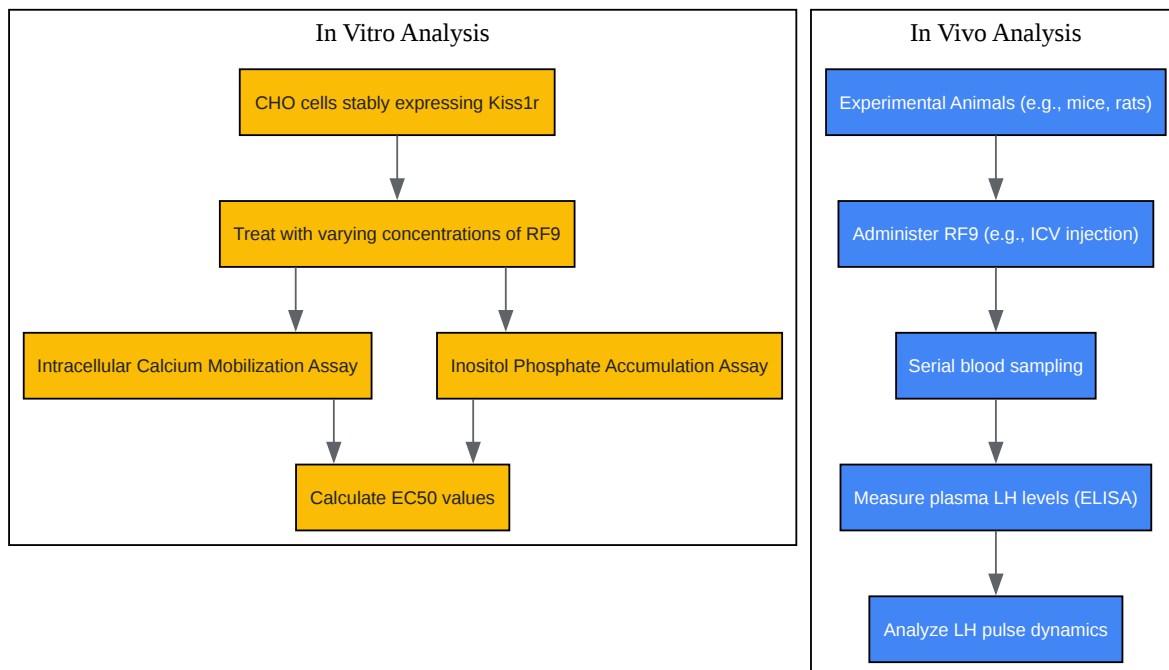 In Vitro Analysis
CHO cells stably expressing Kiss1r
Treat with varying concentrations of RF9
Intracellular Calcium Mobilization Assay
Inositol Phosphate Accumulation Assay
Calculate EC50 values
In Vivo Analysis
Experimental Animals (e.g., mice, rats)
Administer RF9 (e.g., ICV injection)
Serial blood sampling
Measure plasma LH levels (ELISA)
Analyze LH pulse dynamics